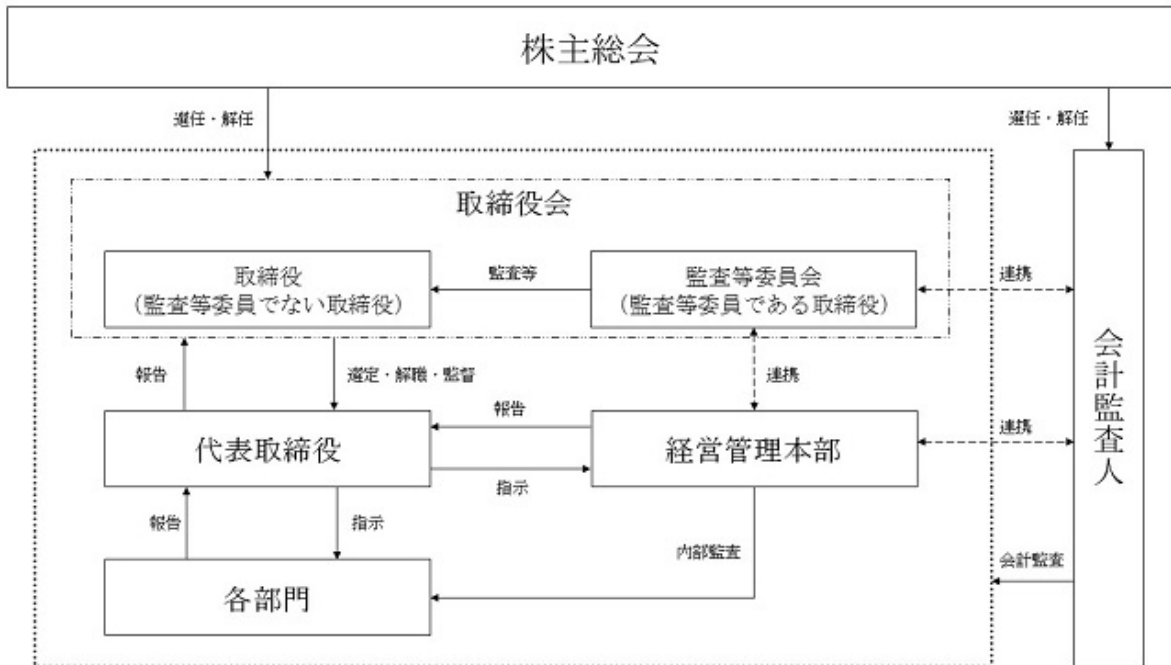 株主総会
選任・解任
選任・解任
取締役会
取締役
（監査等委員でない取締役）
監査等
監査等委員会
（監査等委員である取締役）
連携
報告
選定・解職・監督
連携
代表取締役
報告
指示
経営管理本部
連携
会計監査人
報告
指示
内部監査
会計監査
各部門